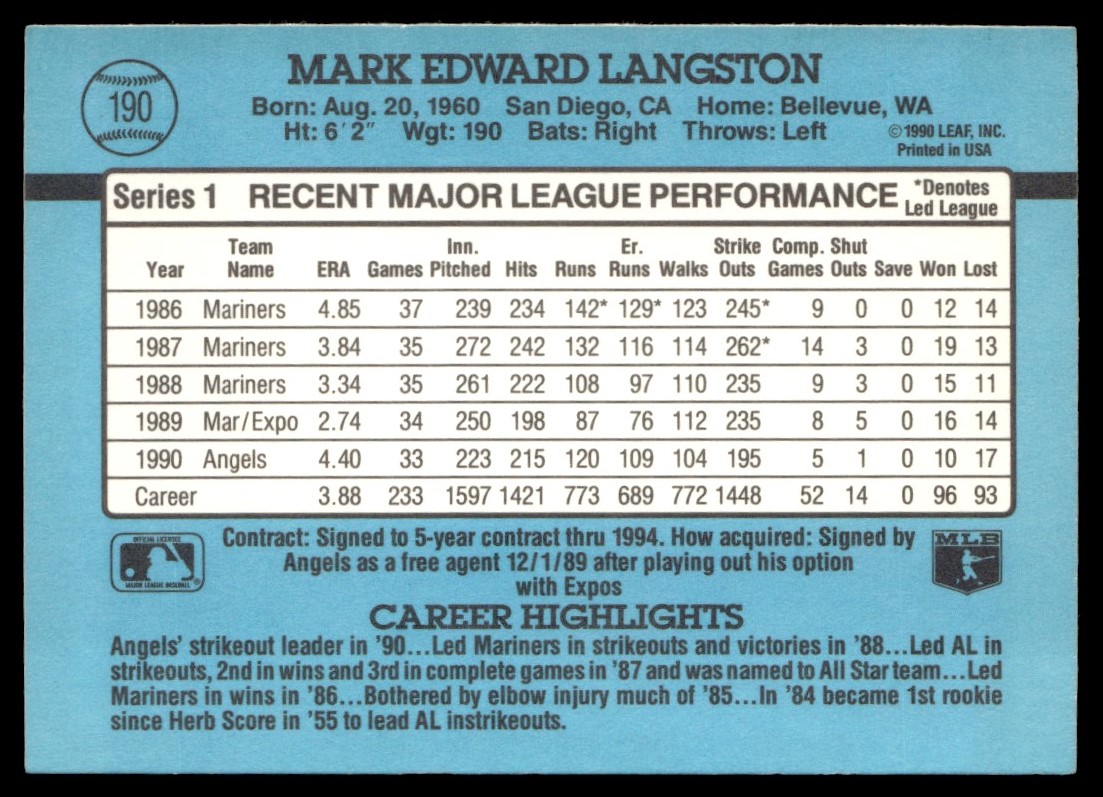 190
MARK EDWARD LANGSTON
Born: Aug. 20, 1960 San Diego, CA Home: Bellevue, WA
Ht: 6'2" Wgt: 190 Bats: Right Throws: Left
©1990 LEAF, INC.
Printed in USA
Series 1 RECENT MAJOR LEAGUE PERFORMANCE *Denotes Led League
Year Team Name ERA Games Inn. Pitched Hits Runs Er. Runs Walks Strike Outs Comp. Games Shut Outs Save Won Lost
1986 Mariners 4.85 37 239 234 142* 129* 123 245* 9 0 0 12 14
1987 Mariners 3.84 35 272 242 132 116 114 262* 14 3 0 19 13
1988 Mariners 3.34 35 261 222 108 97 110 235 9 3 0 15 11
1989 Mar/Expo 2.74 34 250 198 87 76 112 235 8 5 0 16 14
1990 Angels 4.40 33 223 215 120 109 104 195 5 1 0 10 17
Career 3.88 233 1597 1421 773 689 772 1448 52 14 0 96 93
OFFICIAL LICENSEE
MAJOR LEAGUE BASEBALL
®
Contract: Signed to 5-year contract thru 1994. How acquired: Signed by
Angels as a free agent 12/1/89 after playing out his option
with Expos
MLB
CAREER HIGHLIGHTS
Angels' strikeout leader in '90...Led Mariners in strikeouts and victories in '88...Led AL in
strikeouts, 2nd in wins and 3rd in complete games in '87 and was named to All Star team...Led
Mariners in wins in '86...Bothered by elbow injury much of '85...In '84 became 1st rookie
since Herb Score in '55 to lead AL instrikeouts.